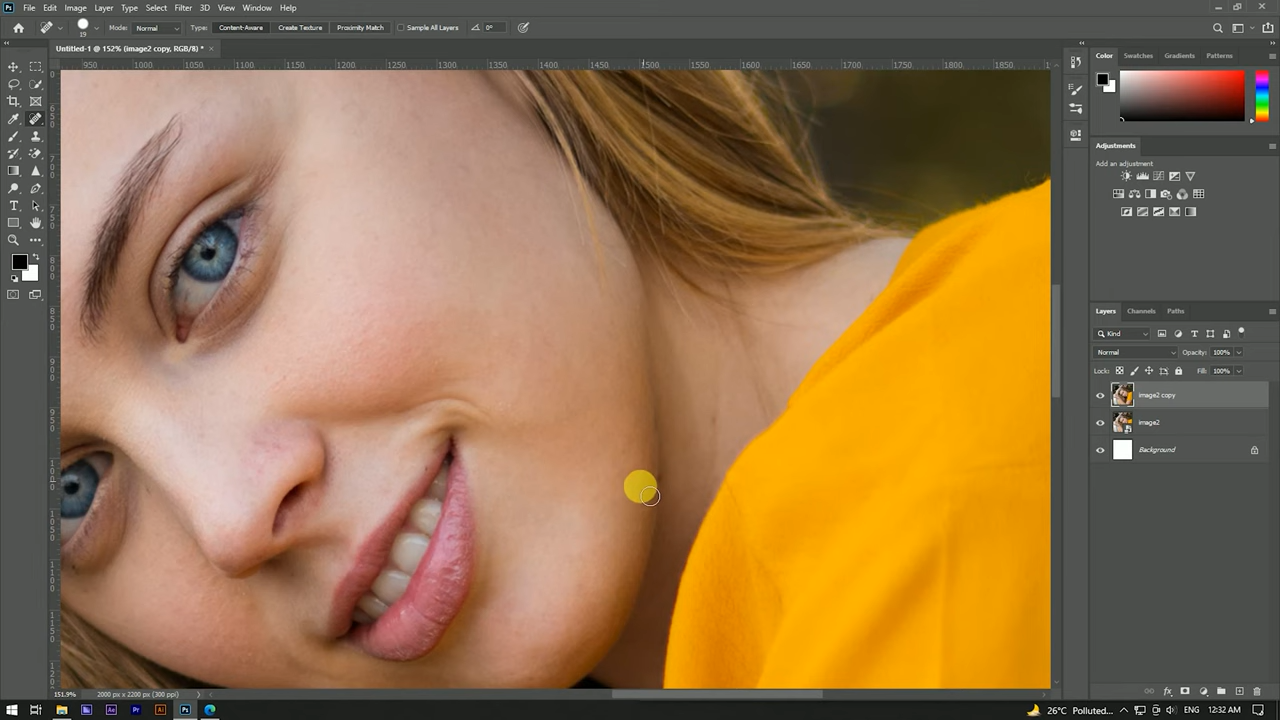 File Edit Image Layer Type Select Filter 3D View Window Help
19 Mode: Normal Type: Content-Aware Create Texture Proximity Match Sample All Layers 0°
Untitled-1 @ 152% (image2 copy, RGB/8) * ×
950 1000 1050 1100 1150 1200 1250 1300 1350 1400 1450 1500 1550 1600 1650 1700 1750 1800 1850
Color Swatches Gradients Patterns
Adjustments
Add an adjustment
Layers Channels Paths
Kind
Normal Opacity: 100%
Lock: Fill: 100%
image2 copy
image2
Background
151.9% 2000 px x 2200 px (300 ppi)
26°C Polluted... ENG 12:32 AM